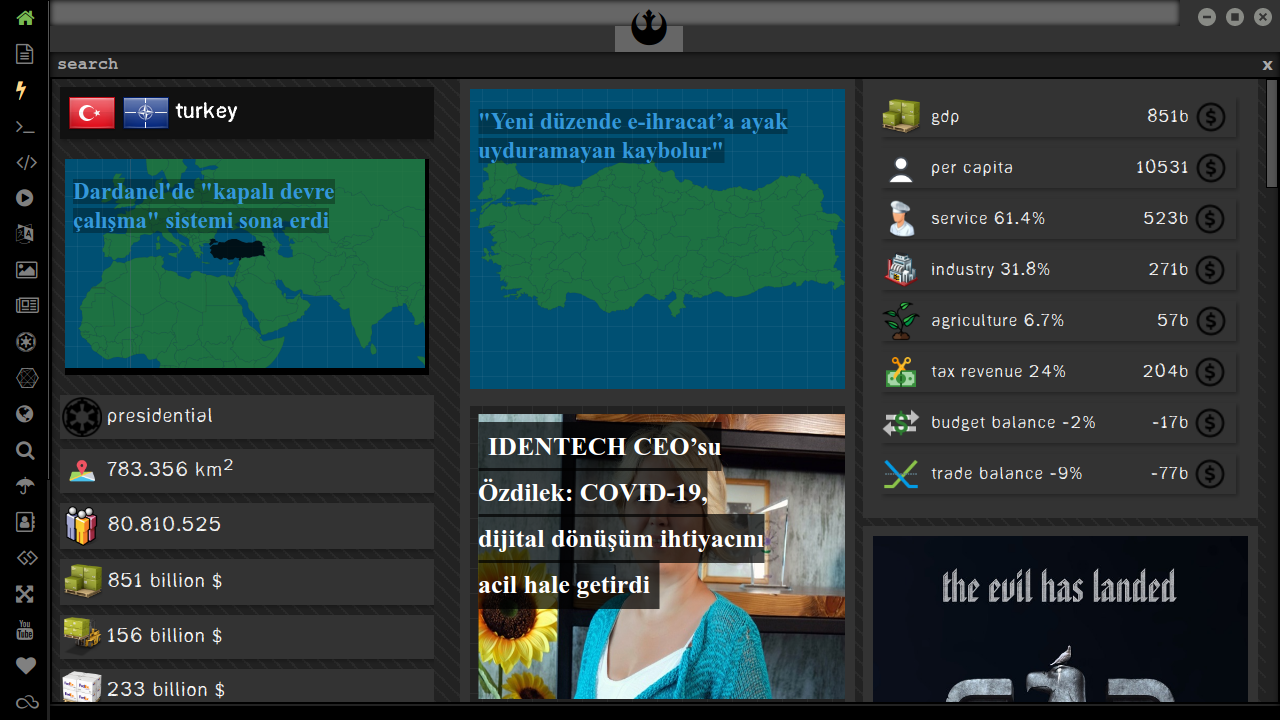 search
x
turkey
Dardanel'de "kapalı devre
çalışma" sistemi sona erdi
presidential
783.356 km²
80.810.525
851 billion $
156 billion $
233 billion $
"Yeni düzende e-ihracat’a ayak
uyduramayan kaybolur"
IDENTECH CEO’su
Özdilek: COVID-19,
dijital dönüşüm ihtiyacını
acil hale getirdi
gdp 851b $
per capita 10531 $
service 61.4% 523b $
industry 31.8% 271b $
agriculture 6.7% 57b $
tax revenue 24% 204b $
budget balance -2% -17b $
trade balance -9% -77b $
the evil has landed
You
Tube